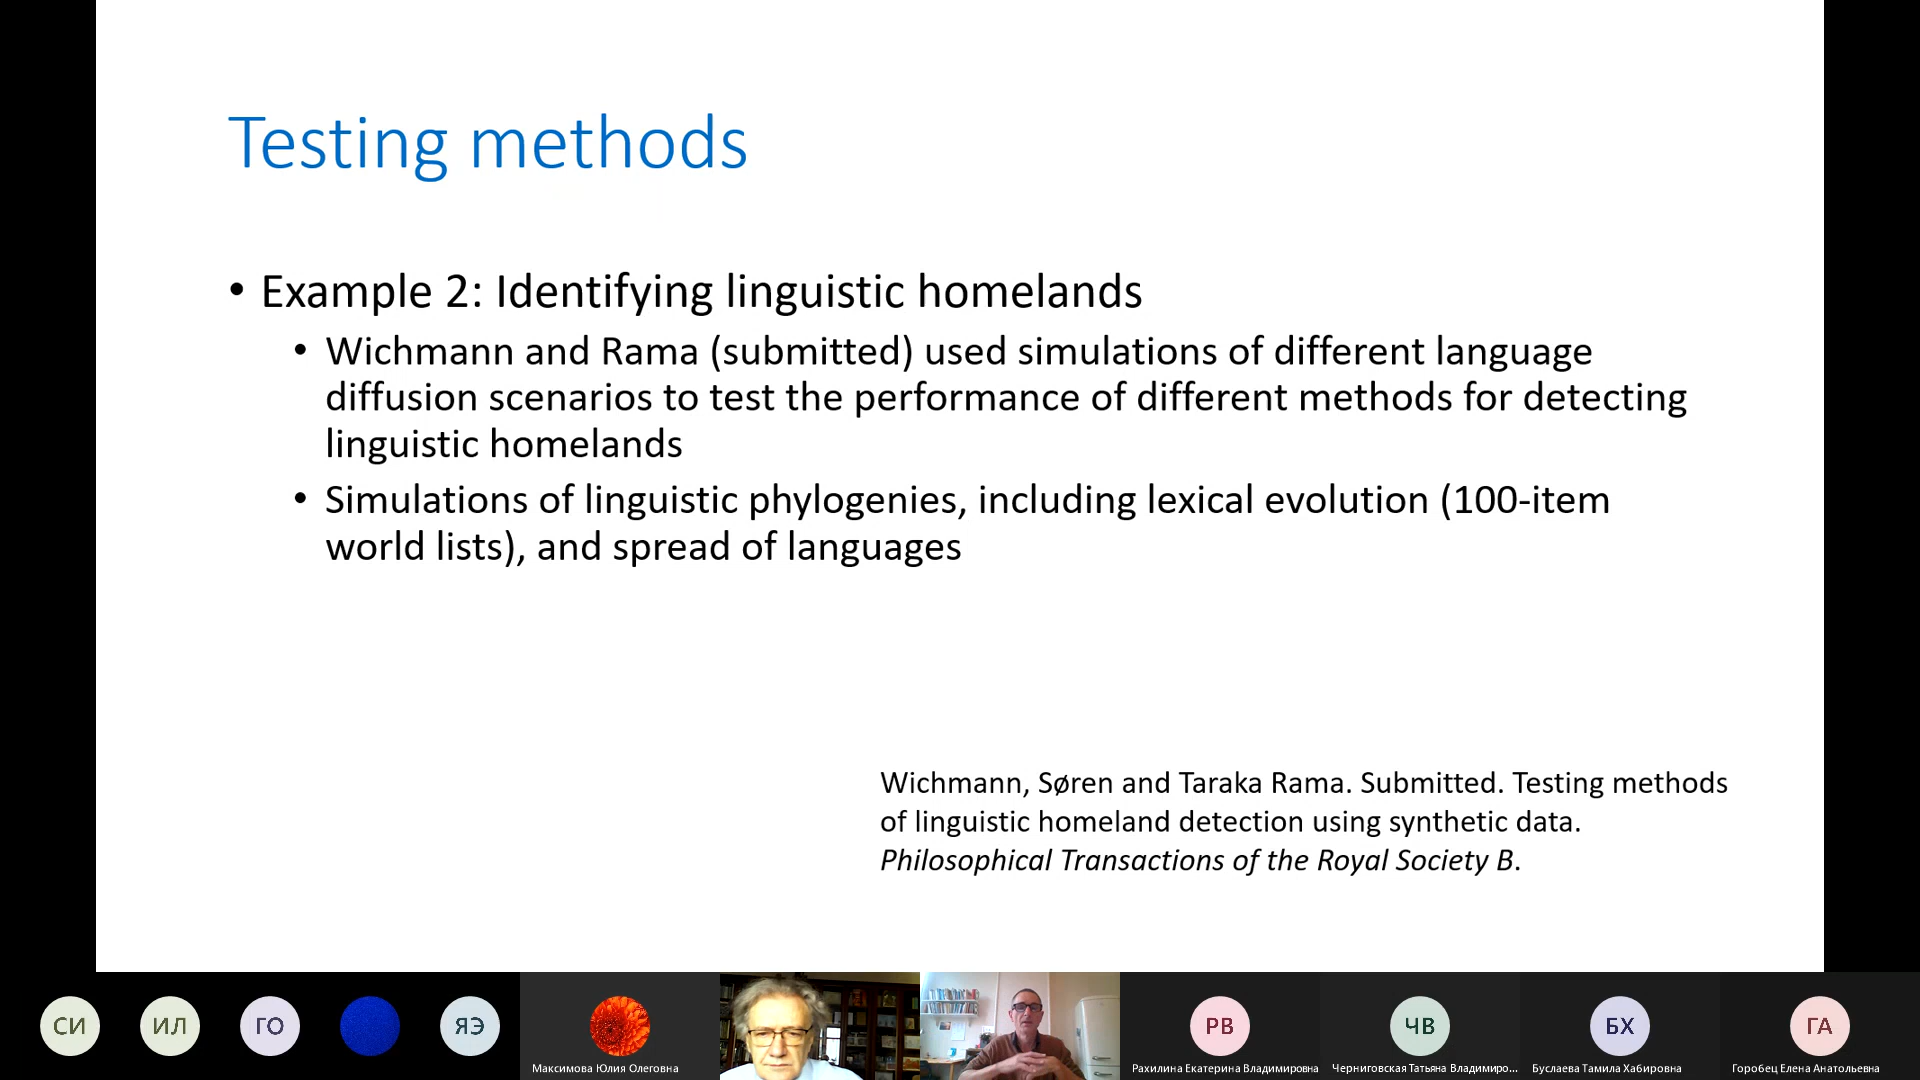 Testing methods
• Example 2: Identifying linguistic homelands
• Wichmann and Rama (submitted) used simulations of different language
diffusion scenarios to test the performance of different methods for detecting
linguistic homelands
• Simulations of linguistic phylogenies, including lexical evolution (100-item
world lists), and spread of languages
Wichmann, Søren and Taraka Rama. Submitted. Testing methods
of linguistic homeland detection using synthetic data.
Philosophical Transactions of the Royal Society B.
СИ
ИЛ
ГО
ЯЭ
Максимова Юлия Олеговна
РВ
Рахилина Екатерина Владимировна
ЧВ
Черниговская Татьяна Владимиро...
БХ
Буслаева Тамила Хабировна
ГА
Горобец Елена Анатольевна